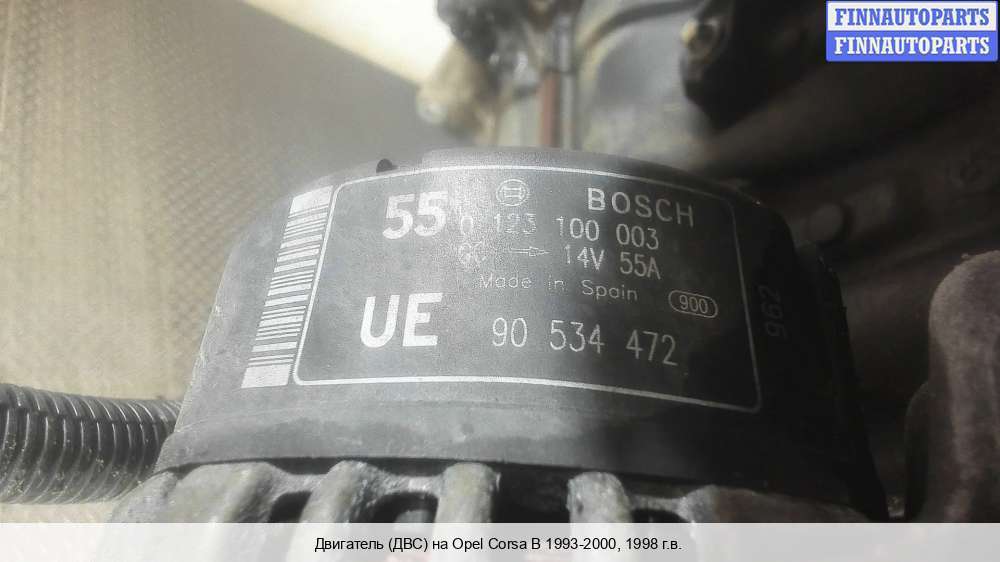 FINNAUTOPARTS
FINNAUTOPARTS
55 BOSCH
0 123 100 003
14V 55A
Made in Spain 900
UE 90 534 472
Двигатель (ДВС) на Opel Corsa B 1993-2000, 1998 г.в.